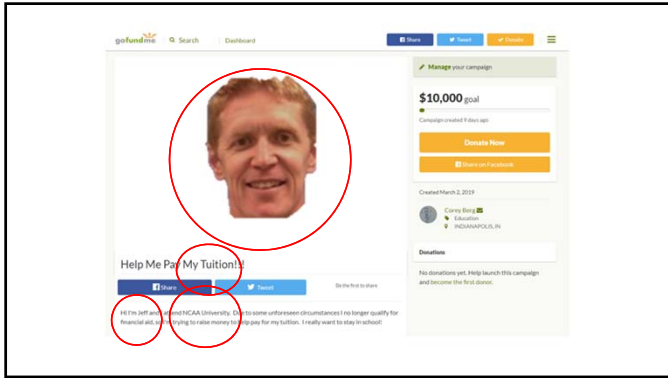 gofundme Search Dashboard Share Tweet Donate
Manage your campaign
$10,000 goal
Campaign created 9 days ago
Donate Now
Share on Facebook
Created March 2, 2019
Corey Berg
Education
INDIANAPOLIS, IN
Help Me Pay My Tuition!!!
Donations
Share Tweet Be the first to share
No donations yet. Help launch this campaign
and become the first donor.
Hi I'm Jeff and I attend NCAA University. Due to some unforeseen circumstances I no longer qualify for
financial aid, so I'm trying to raise money to help pay for my tuition. I really want to stay in school!